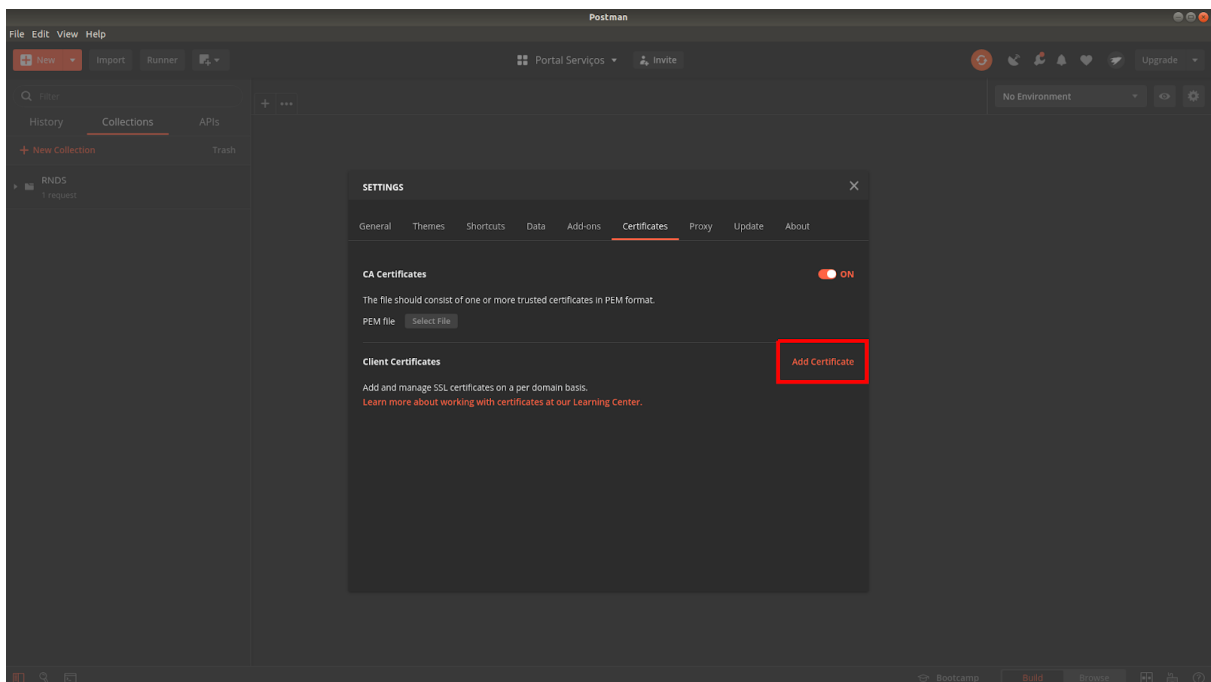 Postman
File Edit View Help
New Import Runner Portal Serviços Invite Upgrade
Filter No Environment
History Collections APIs
+ New Collection Trash
RNDS
1 request
SETTINGS
General Themes Shortcuts Data Add-ons Certificates Proxy Update About
CA Certificates ON
The file should consist of one or more trusted certificates in PEM format.
PEM file Select File
Client Certificates Add Certificate
Add and manage SSL certificates on a per domain basis.
Learn more about working with certificates at our Learning Center.
Bootcamp Build Browse